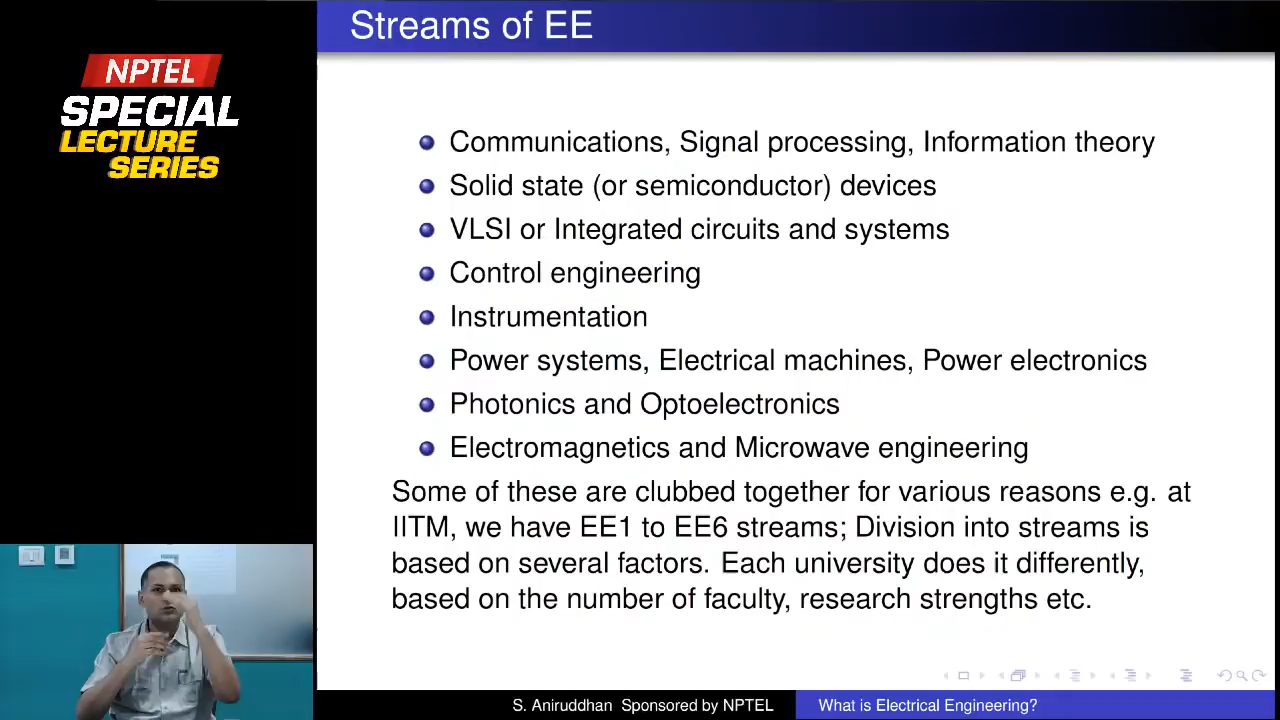 Streams of EE
NPTEL
SPECIAL
LECTURE
SERIES
Communications, Signal processing, Information theory
Solid state (or semiconductor) devices
VLSI or Integrated circuits and systems
Control engineering
Instrumentation
Power systems, Electrical machines, Power electronics
Photonics and Optoelectronics
Electromagnetics and Microwave engineering
Some of these are clubbed together for various reasons e.g. at
IITM, we have EE1 to EE6 streams; Division into streams is
based on several factors. Each university does it differently,
based on the number of faculty, research strengths etc.
S. Aniruddhan Sponsored by NPTEL
What is Electrical Engineering?